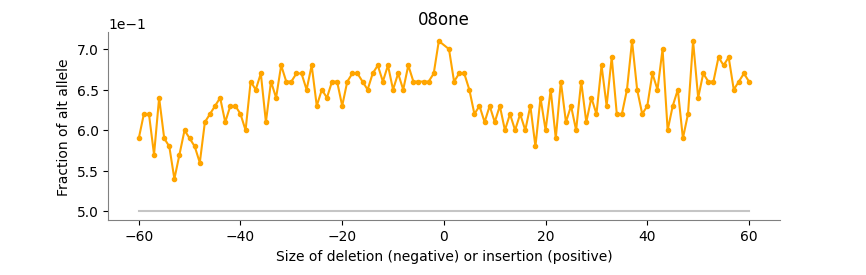 08one
1e−1
7.0
6.5
6.0
5.5
5.0
Fraction of alt allele
−60 −40 −20 0 20 40 60
Size of deletion (negative) or insertion (positive)